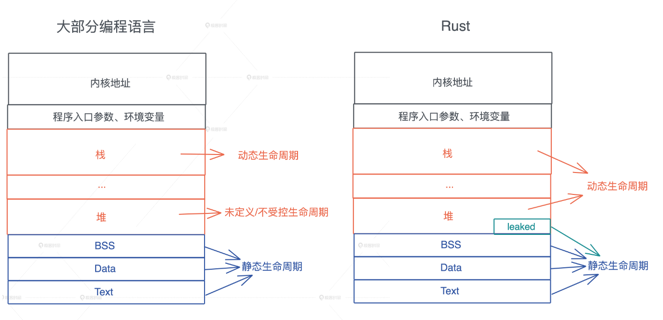 大部分编程语言
Rust
内核地址
程序入口参数、环境变量
栈
动态生命周期
...
堆
未定义/不受控生命周期
BSS
Data
静态生命周期
Text
内核地址
程序入口参数、环境变量
栈
...
动态生命周期
堆
leaked
BSS
Data
静态生命周期
Text